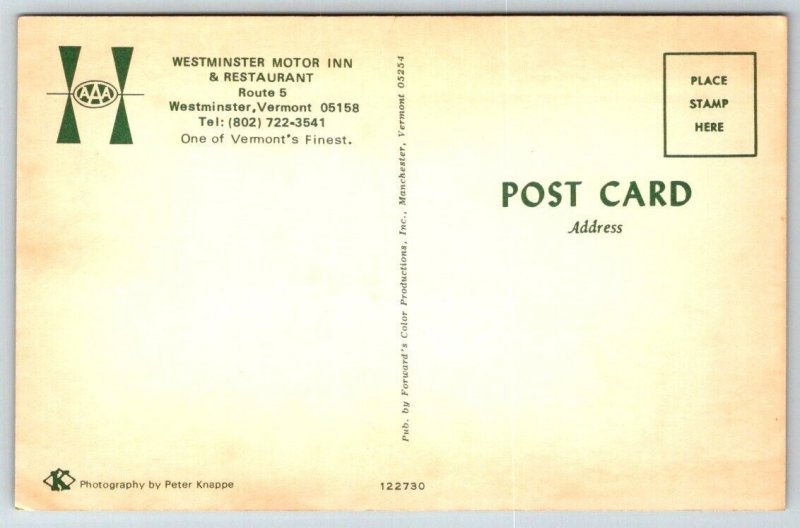 AAA
WESTMINSTER MOTOR INN
& RESTAURANT
Route 5
Westminster, Vermont 05158
Tel: (802) 722-3541
One of Vermont's Finest.
Pub. by Forward's Color Productions, Inc., Manchester, Vermont 05254
PLACE
STAMP
HERE
POST CARD
Address
K
Photography by Peter Knappe
122730